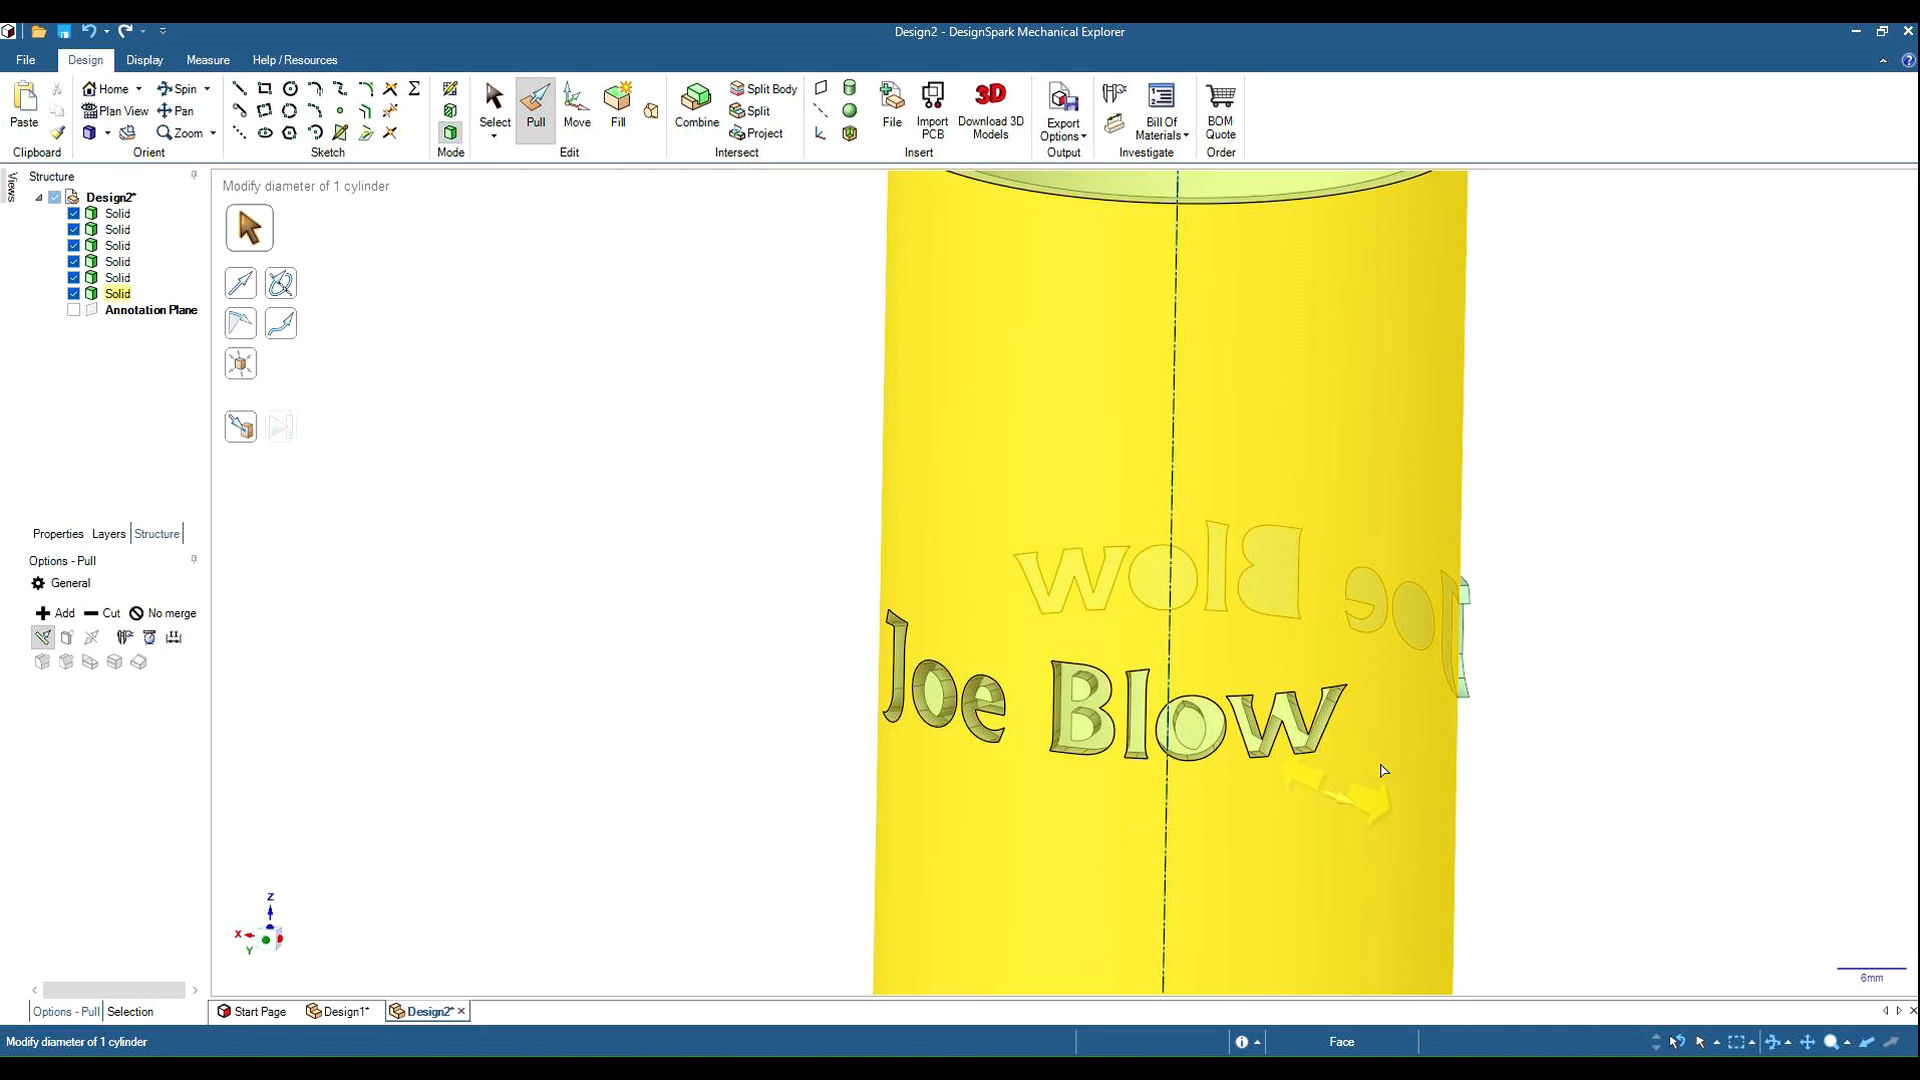 Design2 - DesignSpark Mechanical Explorer
File Design Display Measure Help / Resources
Paste
Clipboard
Home Spin
Plan View Pan
Zoom
Orient
Sketch
Mode
Select Pull Move Fill
Edit
Combine
Split Body
Split
Project
Intersect
File Import PCB 3D Download 3D Models
Insert
Export Options
Output
Bill Of Materials
Investigate
BOM Quote
Order
Views
Structure
Design2*
Solid
Solid
Solid
Solid
Solid
Solid
Annotation Plane
Properties Layers Structure
Options - Pull
General
Add Cut No merge
Options - Pull Selection
Modify diameter of 1 cylinder
Joe Blow
Joe Blow
Z
X
Y
6mm
Start Page Design1* Design2*
Modify diameter of 1 cylinder
Face